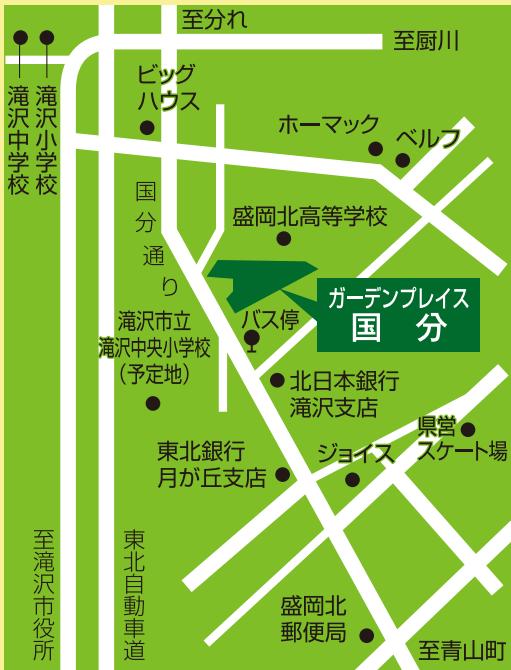 至分れ
至厨川
ビッグ
ハウス
滝沢小学校
滝沢中学校
ホーマック
ベルフ
国分通り
盛岡北高等学校
ガーデンプレイス
国 分
バス停
滝沢市立
滝沢中央小学校
(予定地)
北日本銀行
滝沢支店
県営
スケート場
東北銀行
月が丘支店
ジョイス
至滝沢市役所
東北自動車道
盛岡北
郵便局
至青山町